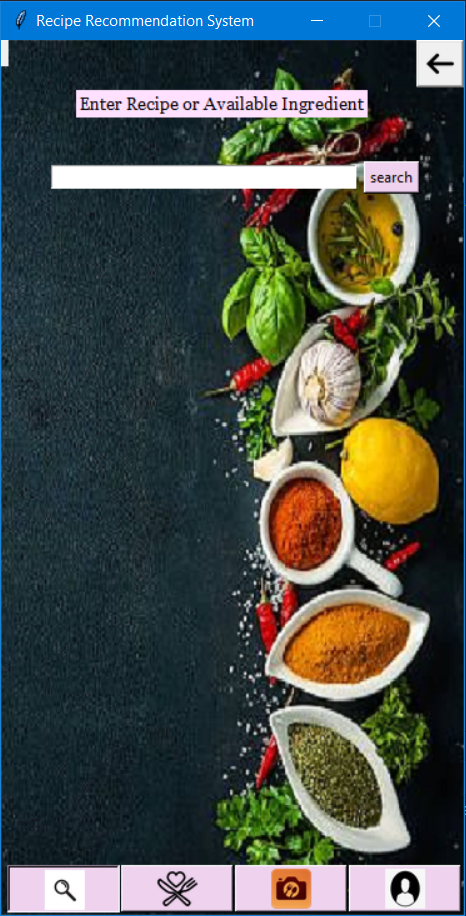 Recipe Recommendation System
Enter Recipe or Available Ingredient
search